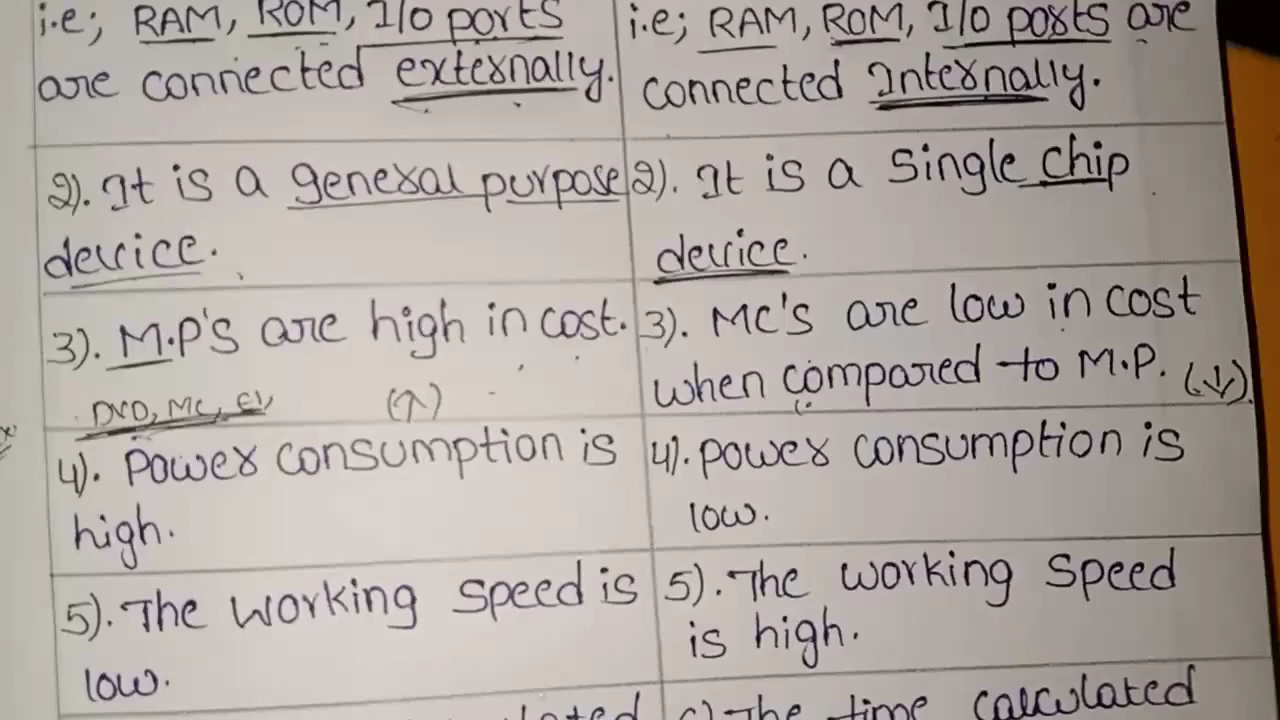 i.e; RAM, ROM, I/O ports
are connected externally.
i.e; RAM, ROM, I/O ports are
connected Internally.
2). It is a general purpose
device.
2). It is a single chip
device.
3). M.P's are high in cost.
(↑)
3). MC's are low in cost
when compared to M.P. (↓)
4). Power consumption is
high.
4). power consumption is
low.
5). The working speed is
low.
5). The working speed
is high.
The time calculated